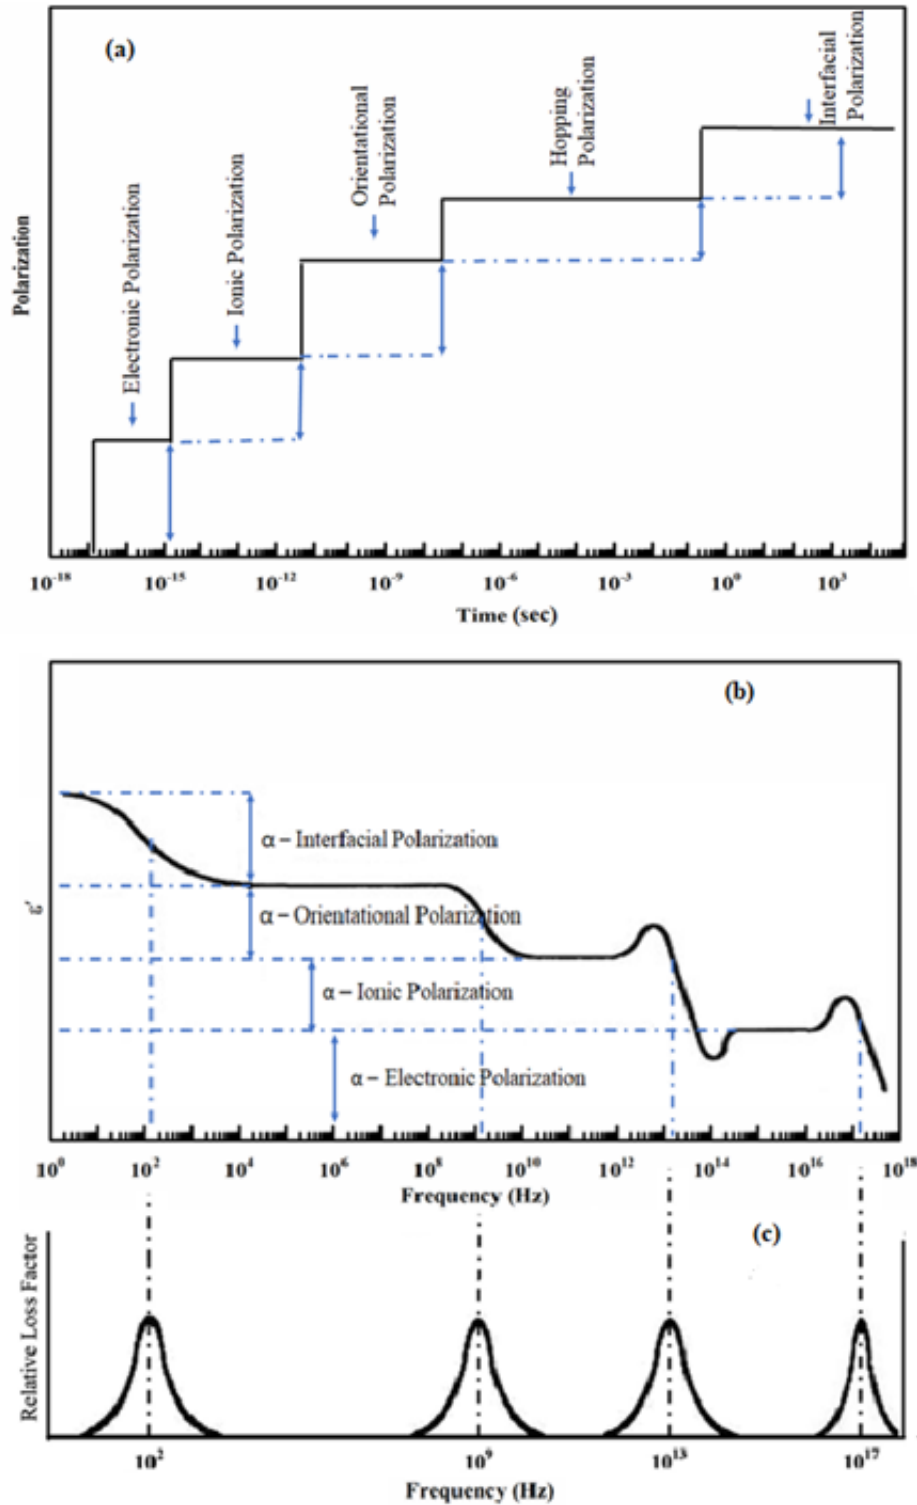 (a)
Electronic Polarization
Ionic Polarization
Orientational
Polarization
Hopping
Polarization
Interfacial
Polarization
Polarization
10-18 10-15 10-12 10-9 10-6 10-3 10⁰ 10³
Time (sec)
(b)
α – Interfacial Polarization
α – Orientational Polarization
α – Ionic Polarization
α – Electronic Polarization
ε′
10⁰ 10² 10⁴ 10⁶ 10⁸ 10¹⁰ 10¹² 10¹⁴ 10¹⁶ 10¹⁸
Frequency (Hz)
(c)
Relative Loss Factor
10² 10⁹ 10¹³ 10¹⁷
Frequency (Hz)